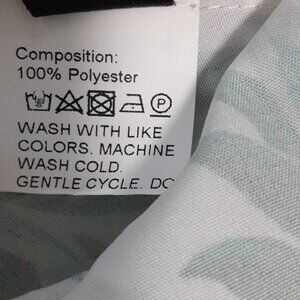 Composition:
100% Polyester
P
WASH WITH LIKE
COLORS. MACHINE
WASH COLD.
GENTLE CYCLE. DO